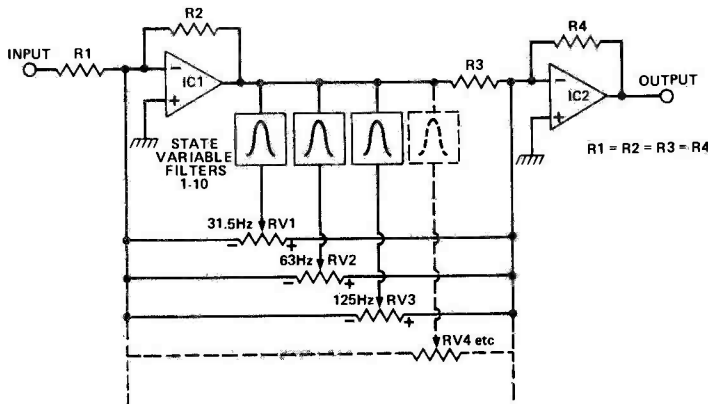 INPUT
R1
R2
−
+
IC1
R3
R4
−
+
IC2
OUTPUT
R1 = R2 = R3 = R4
STATE
VARIABLE
FILTERS
1-10
31.5Hz RV1
− +
63Hz RV2
− +
125Hz RV3
− +
RV4 etc